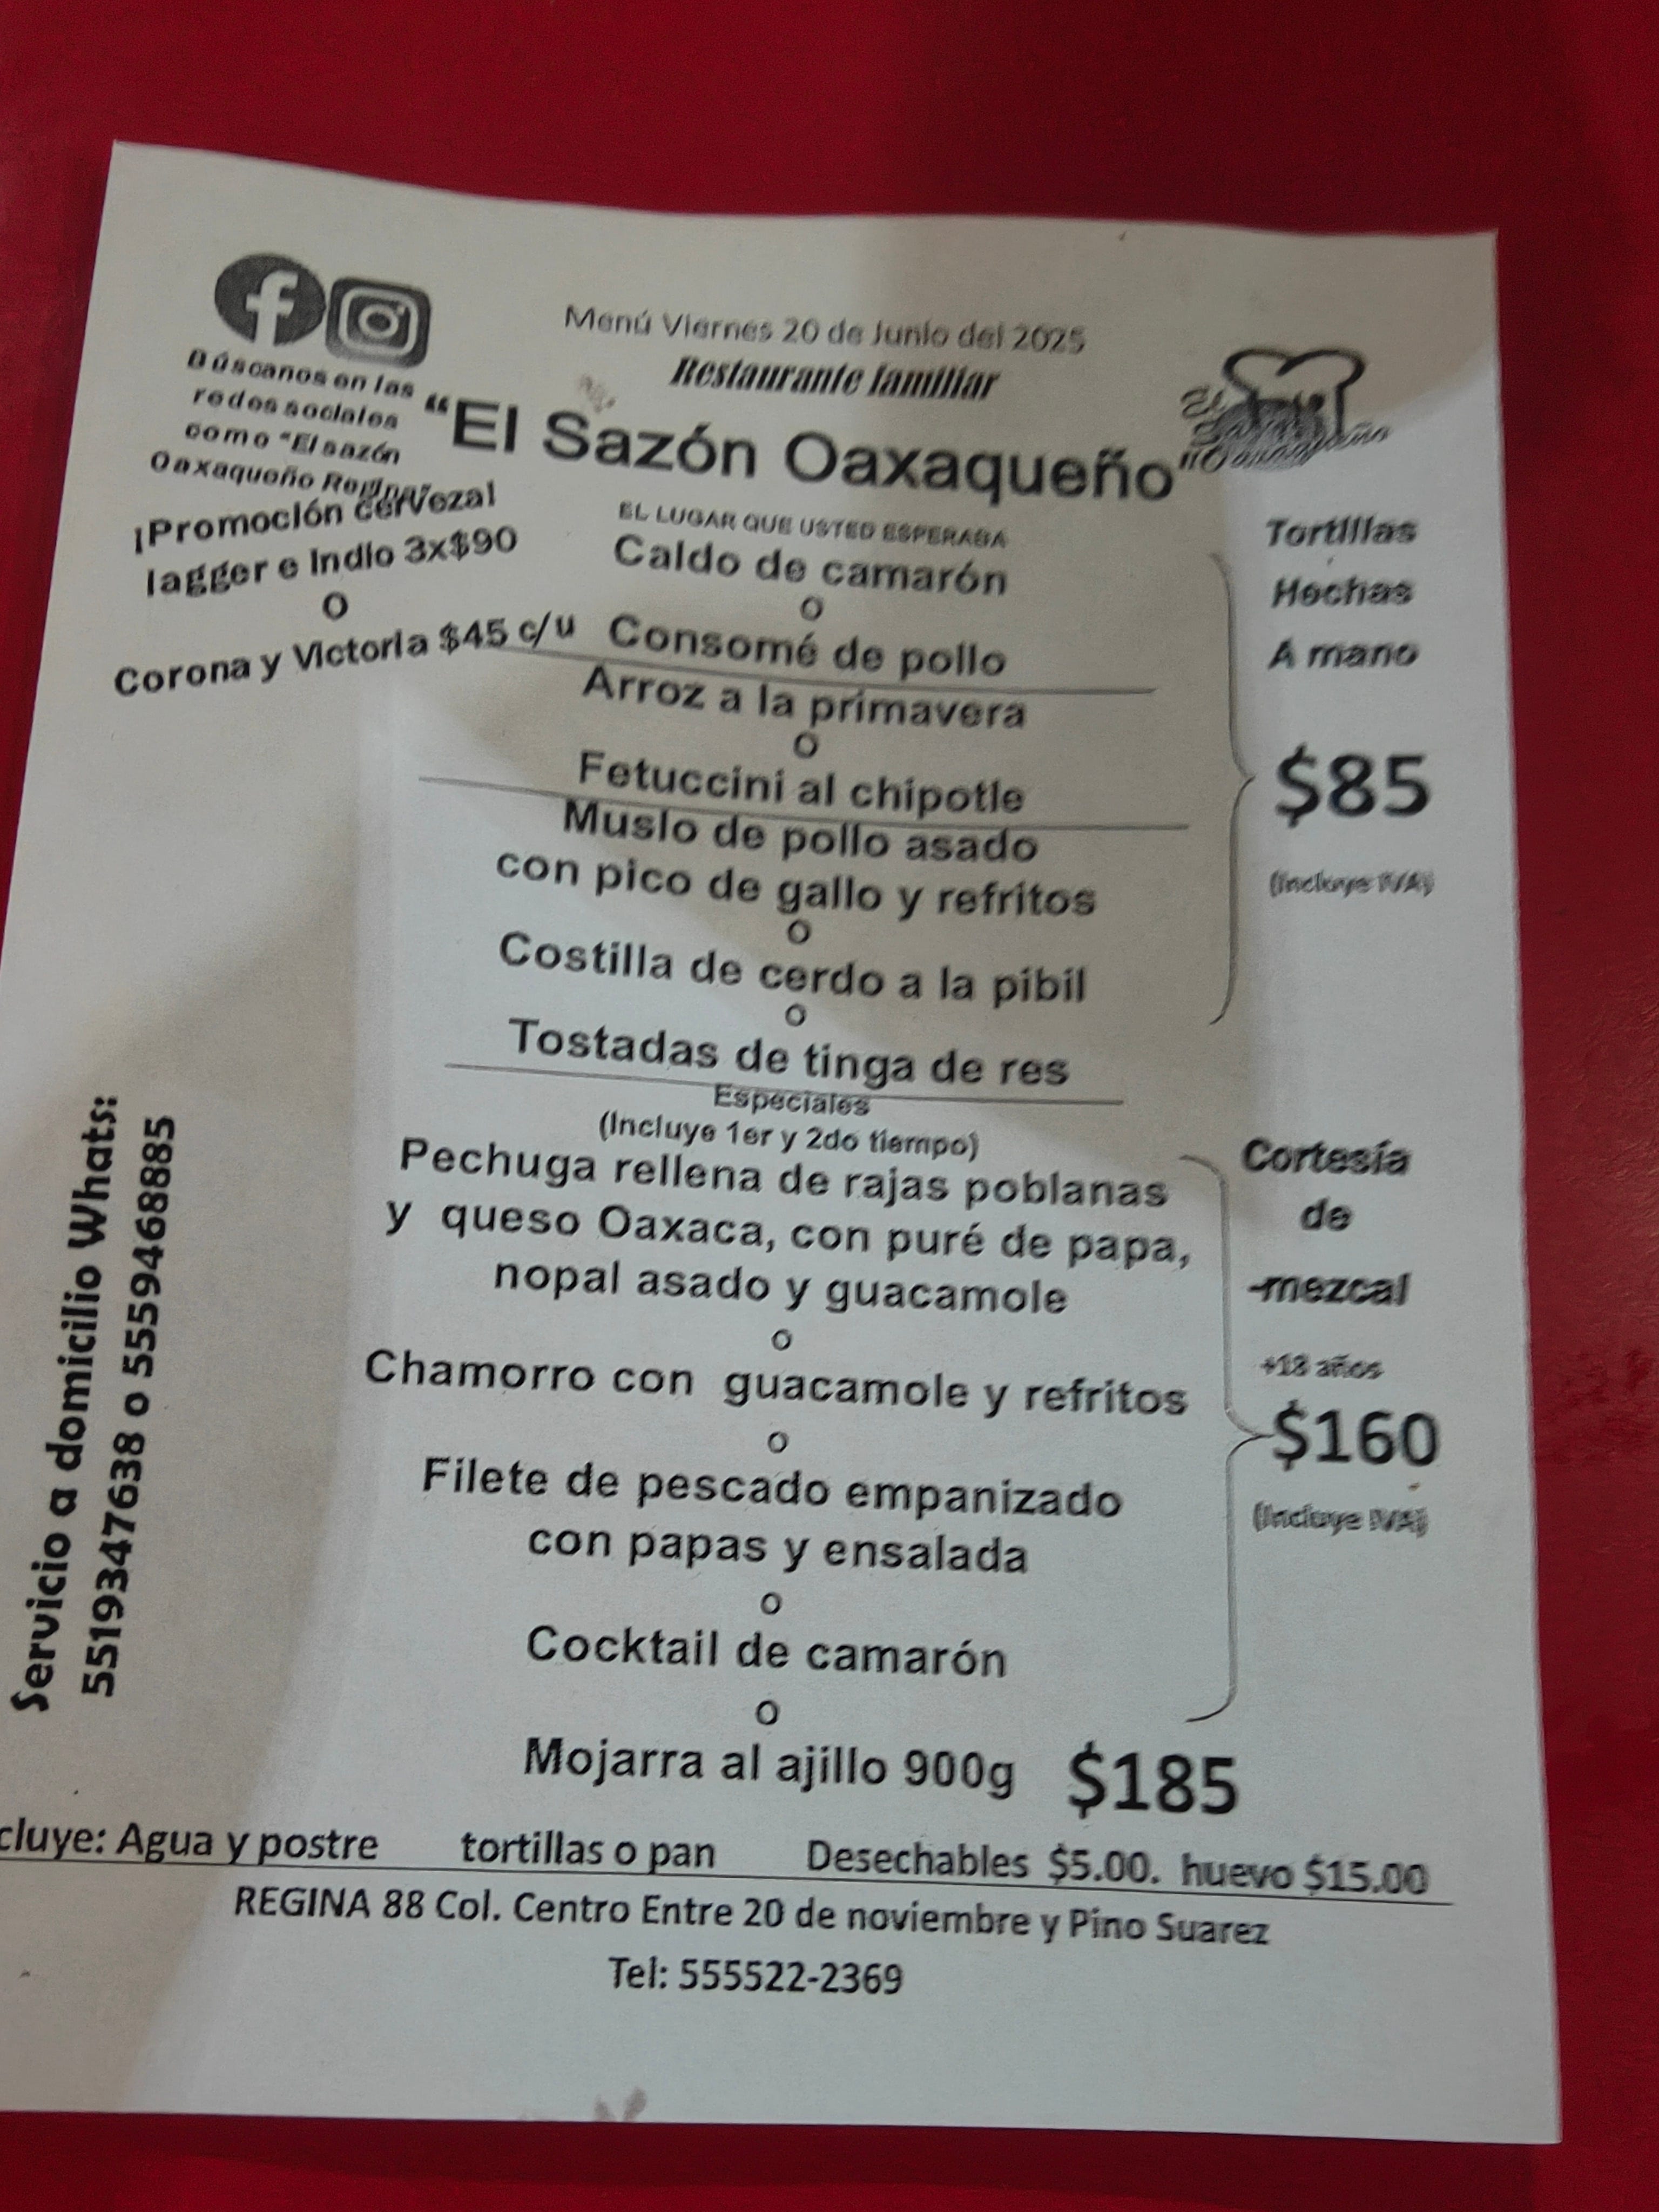 Menú Viernes 20 de Junio del 2025
Restaurante familiar
“El Sazón Oaxaqueño”
EL LUGAR QUE USTED ESPERABA
Búscanos en las
redes sociales
como “El sazón
Oaxaqueño Regina”
¡Promoción cerveza!
lagger e Indio 3x$90
O
Corona y Victoria $45 c/u
Caldo de camarón
o
Consomé de pollo
Arroz a la primavera
o
Fetuccini al chipotle
Muslo de pollo asado
con pico de gallo y refritos
o
Costilla de cerdo a la pibil
o
Tostadas de tinga de res
Tortillas
Hechas
A mano
$85
(Incluye IVA)
Especiales
(Incluye 1er y 2do tiempo)
Pechuga rellena de rajas poblanas
y queso Oaxaca, con puré de papa,
nopal asado y guacamole
o
Chamorro con guacamole y refritos
o
Filete de pescado empanizado
con papas y ensalada
o
Cocktail de camarón
o
Mojarra al ajillo 900g $185
Cortesía
de
-mezcal
+18 años
$160
(Incluye IVA)
Servicio a domicilio Whats:
5519347638 o 5559468885
cluye: Agua y postre tortillas o pan Desechables $5.00. huevo $15.00
REGINA 88 Col. Centro Entre 20 de noviembre y Pino Suarez
Tel: 555522-2369